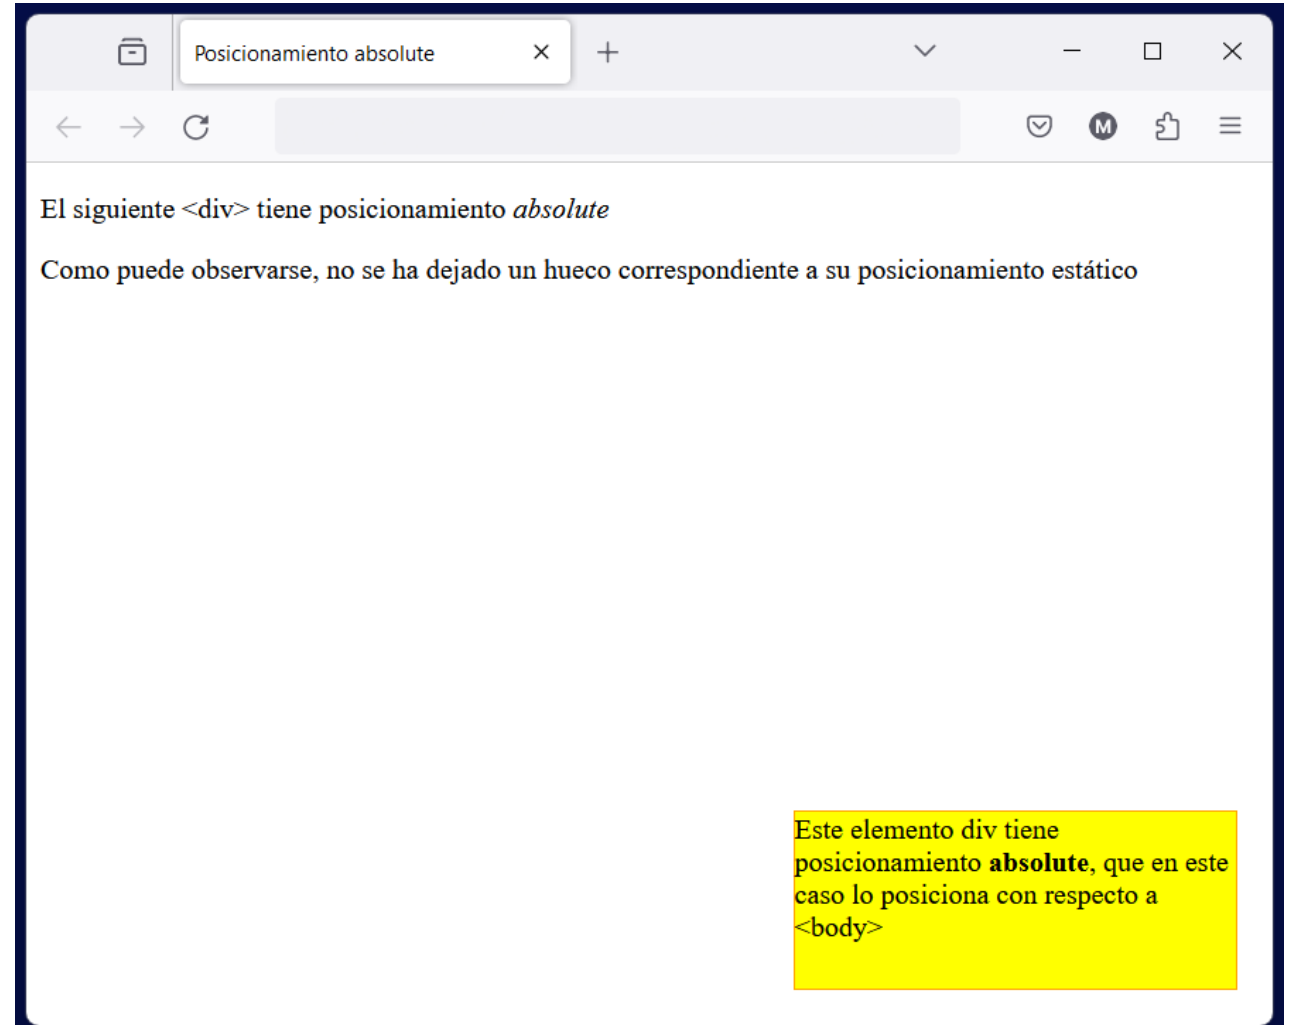 Posicionamiento absolute
M
El siguiente <div> tiene posicionamiento absolute
Como puede observarse, no se ha dejado un hueco correspondiente a su posicionamiento estático
Este elemento div tiene
posicionamiento absolute, que en este
caso lo posiciona con respecto a
<body>